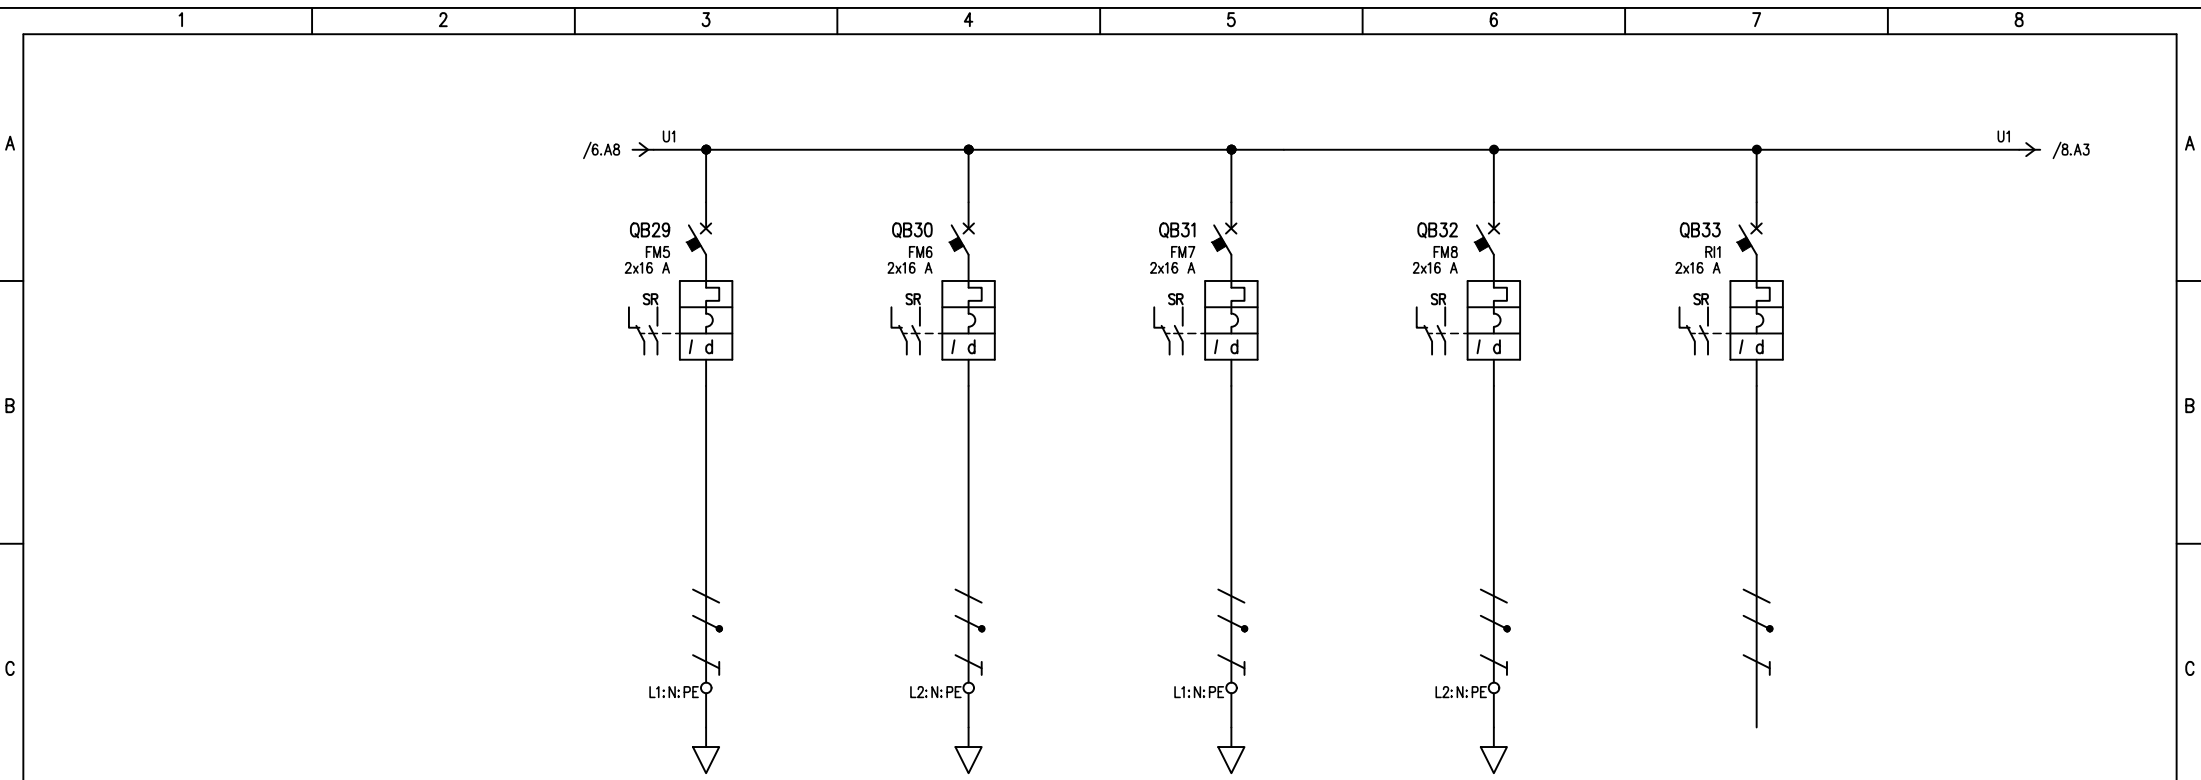 1 2 3 4 5 6 7 8
A A
/6.A8 U1 U1 /8.A3
QB29 QB30 QB31 QB32 QB33
FM5 FM6 FM7 FM8 RI1
2x16 A 2x16 A 2x16 A 2x16 A 2x16 A
SR SR SR SR SR
I d I d I d I d I d
B B
C C
L1:N:PE L2:N:PE L1:N:PE L2:N:PE